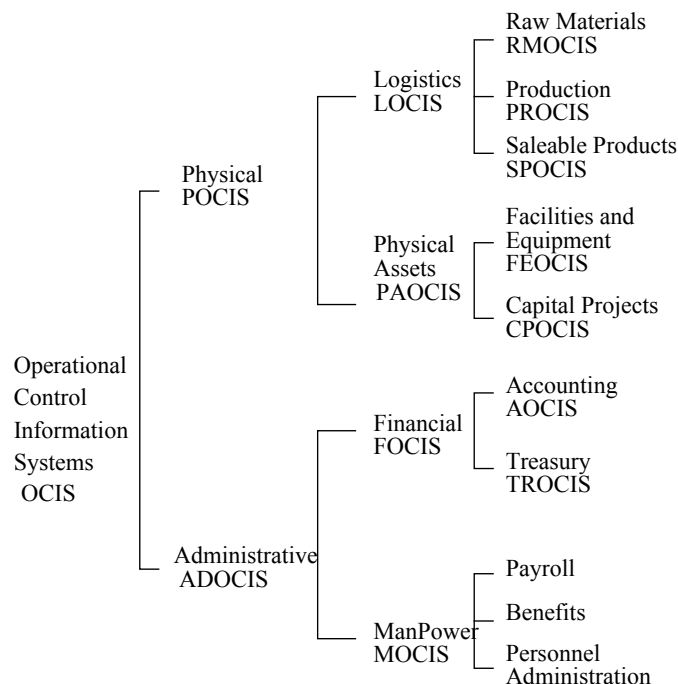 Operational
Control
Information
Systems
OCIS
Physical
POCIS
Administrative
ADOCIS
Logistics
LOCIS
Physical
Assets
PAOCIS
Financial
FOCIS
ManPower
MOCIS
Raw Materials
RMOCIS
Production
PROCIS
Saleable Products
SPOCIS
Facilities and
Equipment
FEOCIS
Capital Projects
CPOCIS
Accounting
AOCIS
Treasury
TROCIS
Payroll
Benefits
Personnel
Administration